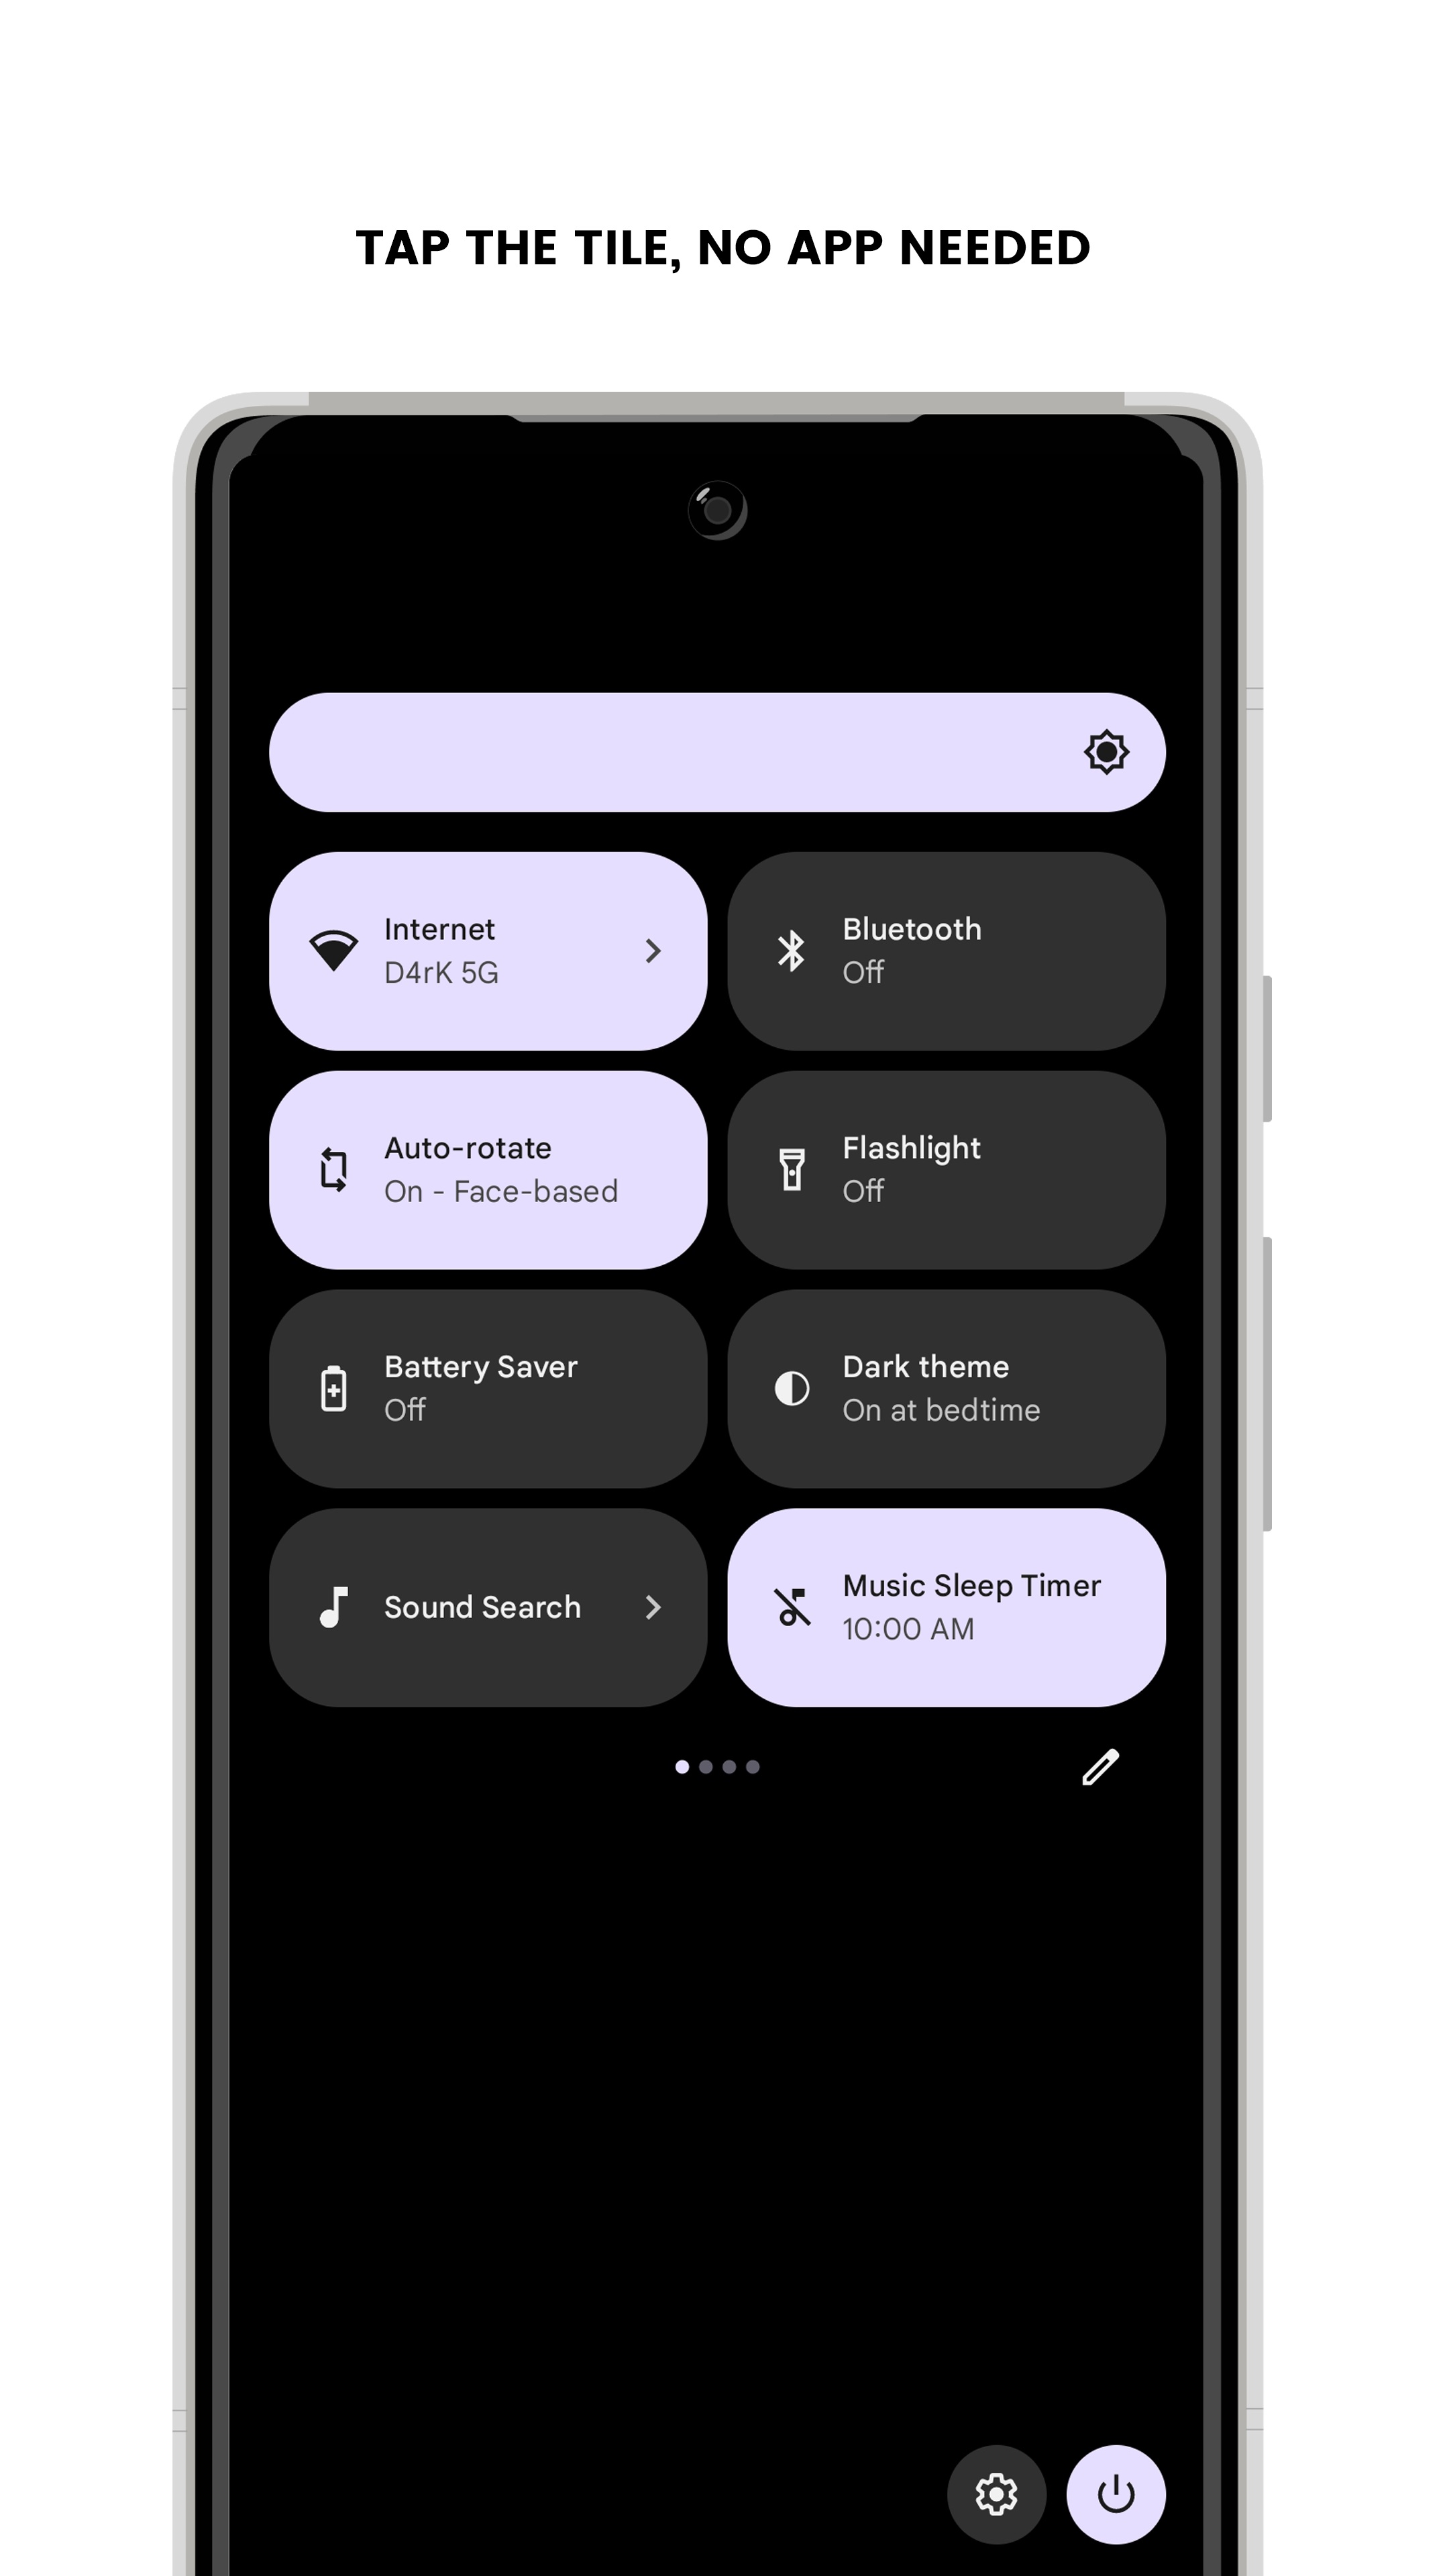 TAP THE TILE, NO APP NEEDED
Internet
D4rK 5G
Bluetooth
Off
Auto-rotate
On - Face-based
Flashlight
Off
Battery Saver
Off
Dark theme
On at bedtime
Sound Search
Music Sleep Timer
10:00 AM